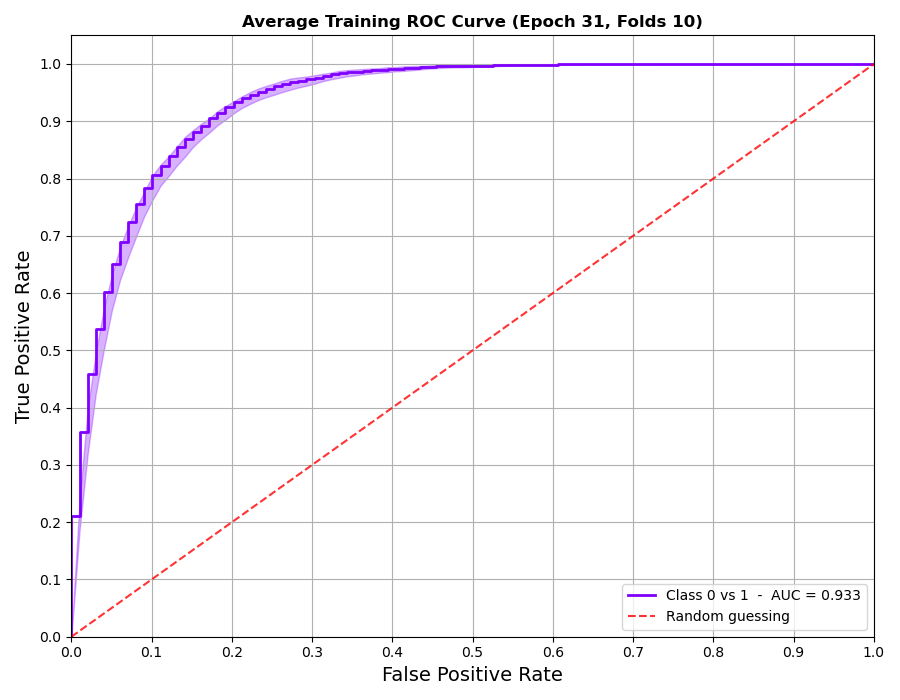 Average Training ROC Curve (Epoch 31, Folds 10)
True Positive Rate
1.0
0.9
0.8
0.7
0.6
0.5
0.4
0.3
0.2
0.1
0.0
Class 0 vs 1 - AUC = 0.933
Random guessing
0.0 0.1 0.2 0.3 0.4 0.5 0.6 0.7 0.8 0.9 1.0
False Positive Rate